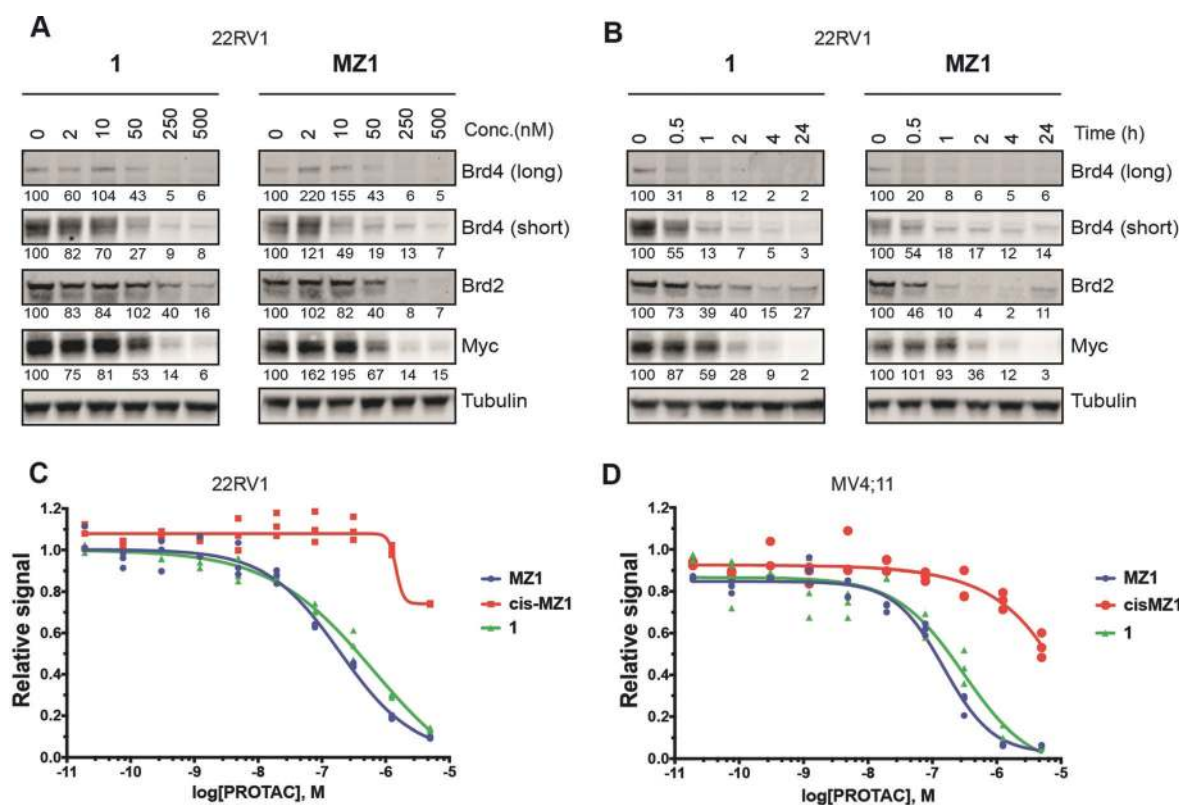 A
22RV1
1
MZ1
0 2 10 50 250 500
0 2 10 50 250 500
Conc.(nM)
Brd4 (long)
100 60 104 43 5 6
100 220 155 43 6 5
Brd4 (short)
100 82 70 27 9 8
100 121 49 19 13 7
Brd2
100 83 84 102 40 16
100 102 82 40 8 7
Myc
100 75 81 53 14 6
100 162 195 67 14 15
Tubulin
B
22RV1
1
MZ1
0 0.5 1 2 4 24
0 0.5 1 2 4 24
Time (h)
Brd4 (long)
100 31 8 12 2 2
100 20 8 6 5 6
Brd4 (short)
100 55 13 7 5 3
100 54 18 17 12 14
Brd2
100 73 39 40 15 27
100 46 10 4 2 11
Myc
100 87 59 28 9 2
100 101 93 36 12 3
Tubulin
C
22RV1
Relative signal
1.2
1.0
0.8
0.6
0.4
0.2
0.0
-11 -10 -9 -8 -7 -6 -5
log[PROTAC], M
MZ1
cis-MZ1
1
D
MV4;11
Relative signal
1.2
1.0
0.8
0.6
0.4
0.2
0.0
-11 -10 -9 -8 -7 -6 -5
log[PROTAC], M
MZ1
cisMZ1
1